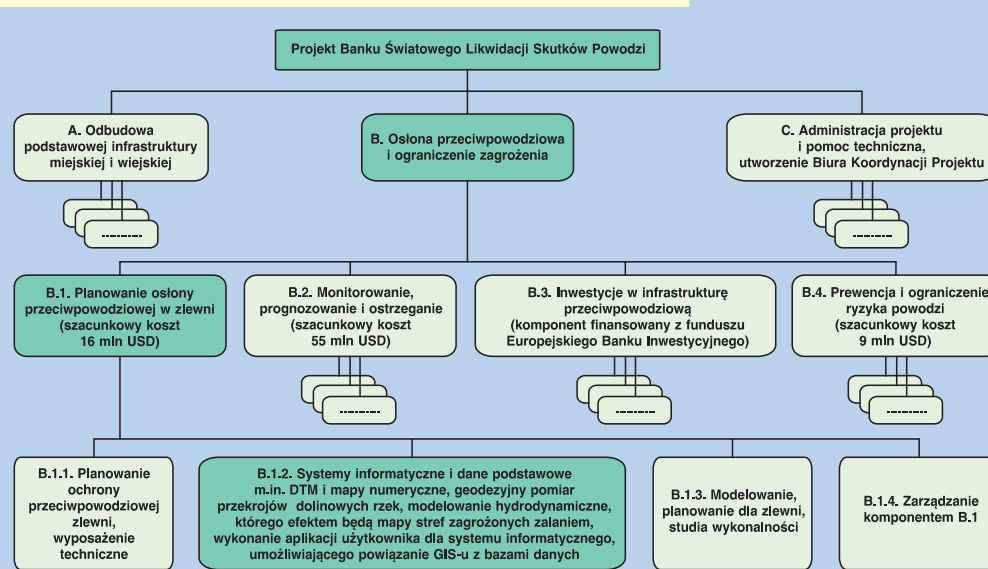 Projekt Banku Światowego Likwidacji Skutków Powodzi
A. Odbudowa
podstawowej infrastruktury
miejskiej i wiejskiej
B. Osłona przeciwpowodziowa
i ograniczenie zagrożenia
C. Administracja projektu
i pomoc techniczna,
utworzenie Biura Koordynacji Projektu
B.1. Planowanie osłony
przeciwpowodziowej w zlewni
(szacunkowy koszt
16 mln USD)
B.2. Monitorowanie,
prognozowanie i ostrzeganie
(szacunkowy koszt
55 mln USD)
B.3. Inwestycje w infrastrukturę
przeciwpowodziową
(komponent finansowany z funduszu
Europejskiego Banku Inwestycyjnego)
B.4. Prewencja i ograniczenie
ryzyka powodzi
(szacunkowy koszt
9 mln USD)
B.1.1. Planowanie
ochrony
przeciwpowodziowej
zlewni,
wyposażenie
techniczne
B.1.2. Systemy informatyczne i dane podstawowe
m.in. DTM i mapy numeryczne, geodezyjny pomiar
przekrojów dolinowych rzek, modelowanie hydrodynamiczne,
którego efektem będą mapy stref zagrożonych zalaniem,
wykonanie aplikacji użytkownika dla systemu informatycznego,
umożliwiającego powiązanie GIS-u z bazami danych
B.1.3. Modelowanie,
planowanie dla zlewni,
studia wykonalności
B.1.4. Zarządzanie
komponentem B.1